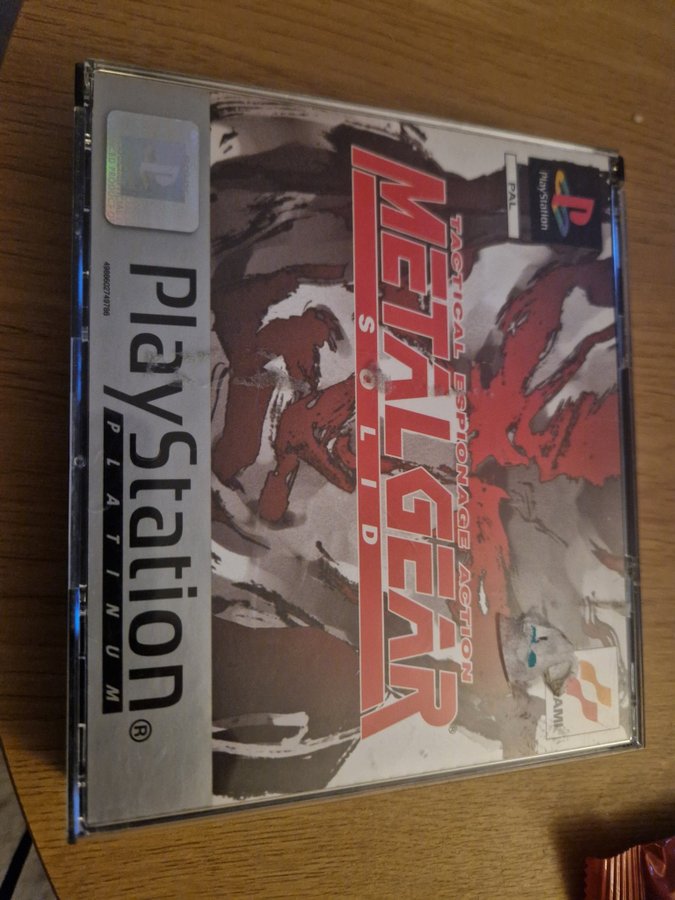 PlayStation
PAL
TACTICAL ESPIONAGE ACTION
METAL GEAR
SOLID
PlayStation®
PLATINUM